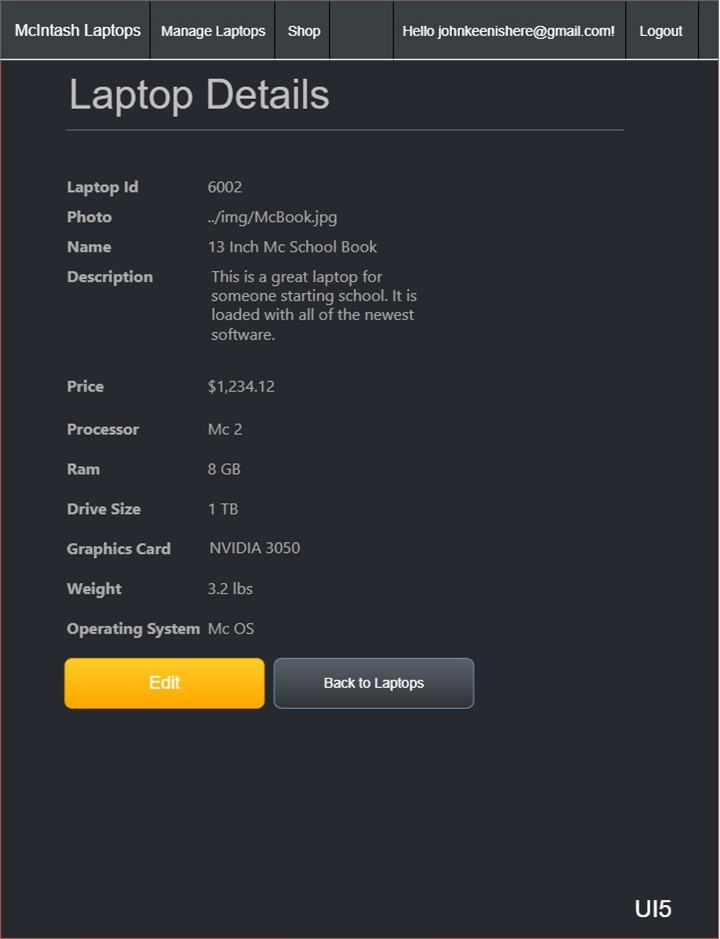 McIntash Laptops Manage Laptops Shop Hello johnkeenishere@gmail.com! Logout
Laptop Details
Laptop Id 6002
Photo ../img/McBook.jpg
Name 13 Inch Mc School Book
Description This is a great laptop for
someone starting school. It is
loaded with all of the newest
software.
Price $1,234.12
Processor Mc 2
Ram 8 GB
Drive Size 1 TB
Graphics Card NVIDIA 3050
Weight 3.2 lbs
Operating System Mc OS
Edit Back to Laptops
UI5